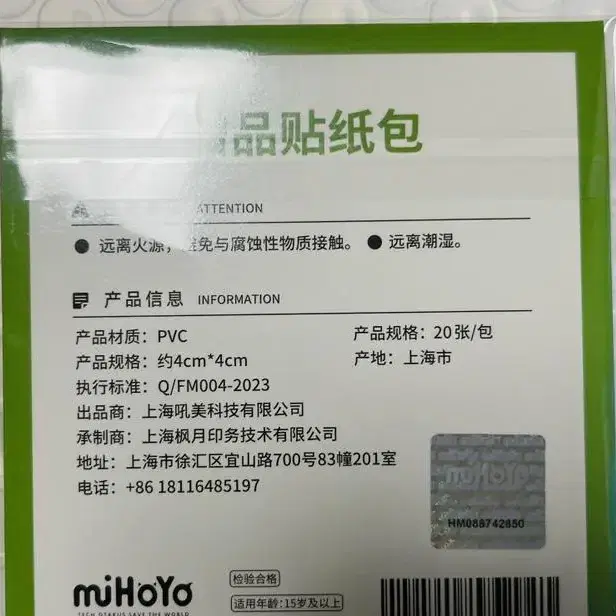 品贴纸包
ATTENTION
● 远离火源，避免与腐蚀性物质接触。 ● 远离潮湿。
产品信息 INFORMATION
产品材质：PVC 产品规格：20张/包
产品规格：约4cm*4cm 产地：上海市
执行标准：Q/FM004-2023
出品商：上海吼美科技有限公司
承制商：上海枫月印务技术有限公司
地址：上海市徐汇区宜山路700号83幢201室
电话：+86 18116485197
miHoYo
HM088742850
检验合格
miHoYo
TECH OTAKUS SAVE THE WORLD
适用年龄：15岁及以上